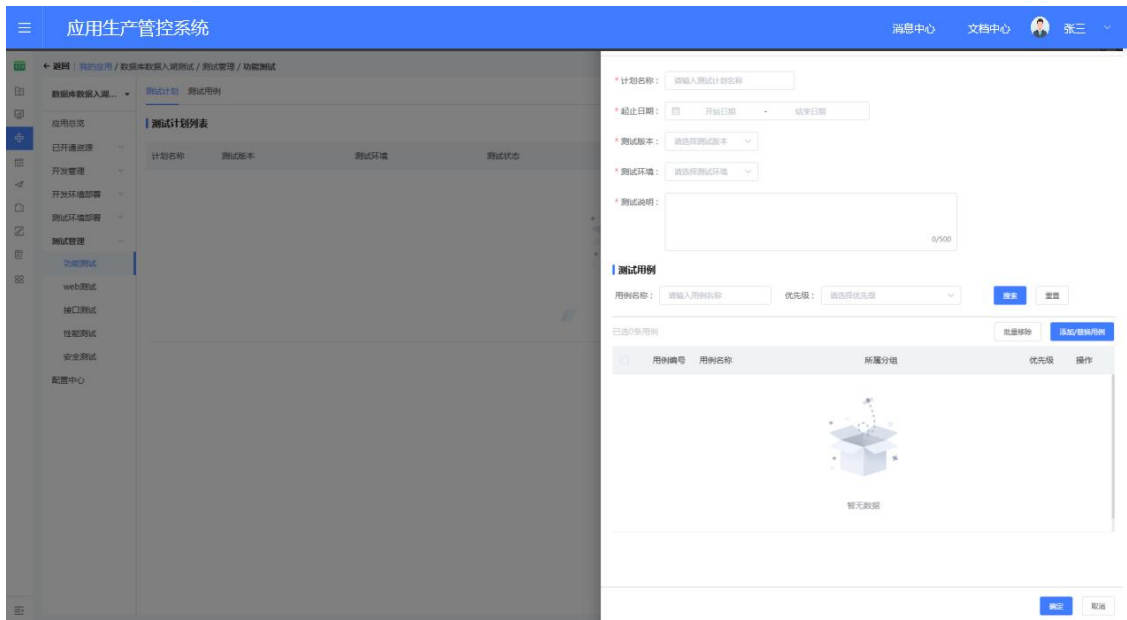 应用生产管控系统
消息中心 文档中心 张三
← 返回 | 我的应用 / 数据库数据入湖测试 / 测试管理 / 功能测试
数据库数据入湖...
应用总览
已开通资源
开发管理
开发环境部署
测试环境部署
测试管理
功能测试
web测试
接口测试
性能测试
安全测试
配置中心
测试计划 测试用例
测试计划列表
计划名称 测试版本 测试环境 测试状态
* 计划名称： 请输入测试计划名称
* 起止日期： 开始日期 - 结束日期
* 测试版本： 请选择测试版本
* 测试环境： 请选择测试环境
* 测试说明：
0/500
测试用例
用例名称： 请输入用例名称 优先级： 请选择优先级 搜索 重置
已选0条用例 批量移除 添加/替换用例
用例编号 用例名称 所属分组 优先级 操作
暂无数据
确定 取消